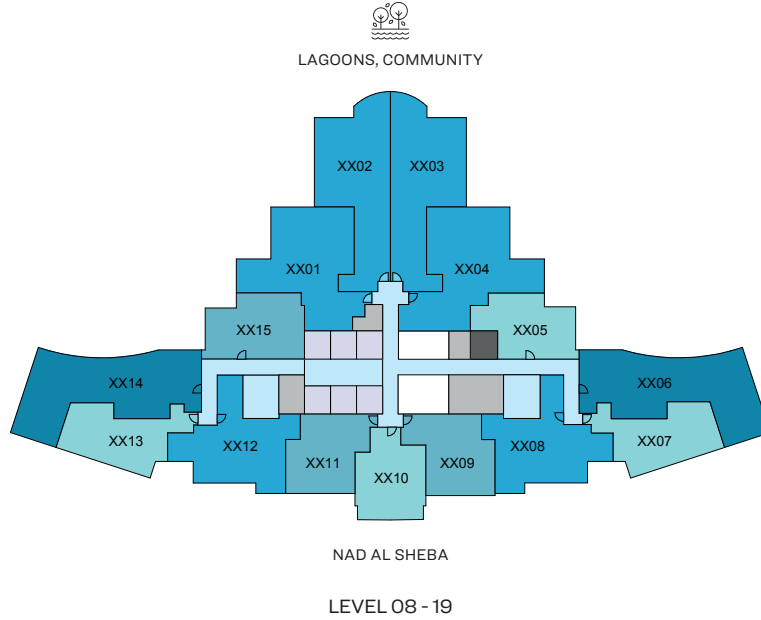 LAGOONS, COMMUNITY
XX02
XX03
XX01
XX04
XX15
XX05
XX14
XX06
XX13
XX12
XX11
XX10
XX09
XX08
XX07
NAD AL SHEBA
LEVEL 08 - 19